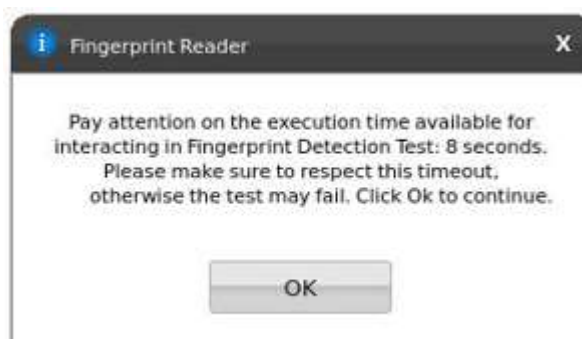 Fingerprint Reader
X
Pay attention on the execution time available for
interacting in Fingerprint Detection Test: 8 seconds.
Please make sure to respect this timeout,
otherwise the test may fail. Click Ok to continue.
OK